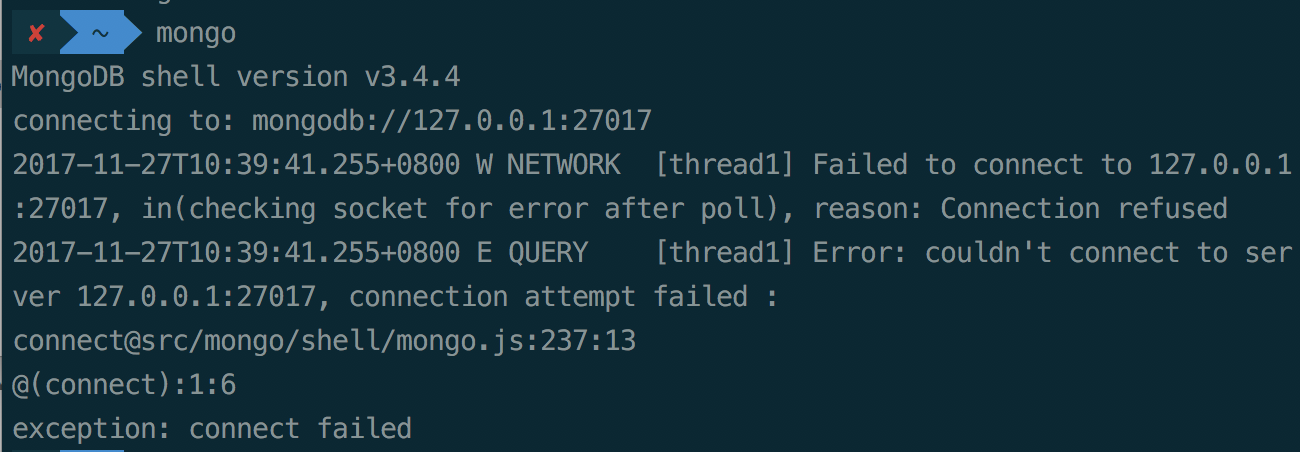 ✘ ~ mongo
MongoDB shell version v3.4.4
connecting to: mongodb://127.0.0.1:27017
2017-11-27T10:39:41.255+0800 W NETWORK  [thread1] Failed to connect to 127.0.0.1
:27017, in(checking socket for error after poll), reason: Connection refused
2017-11-27T10:39:41.255+0800 E QUERY    [thread1] Error: couldn't connect to ser
ver 127.0.0.1:27017, connection attempt failed :
connect@src/mongo/shell/mongo.js:237:13
@(connect):1:6
exception: connect failed